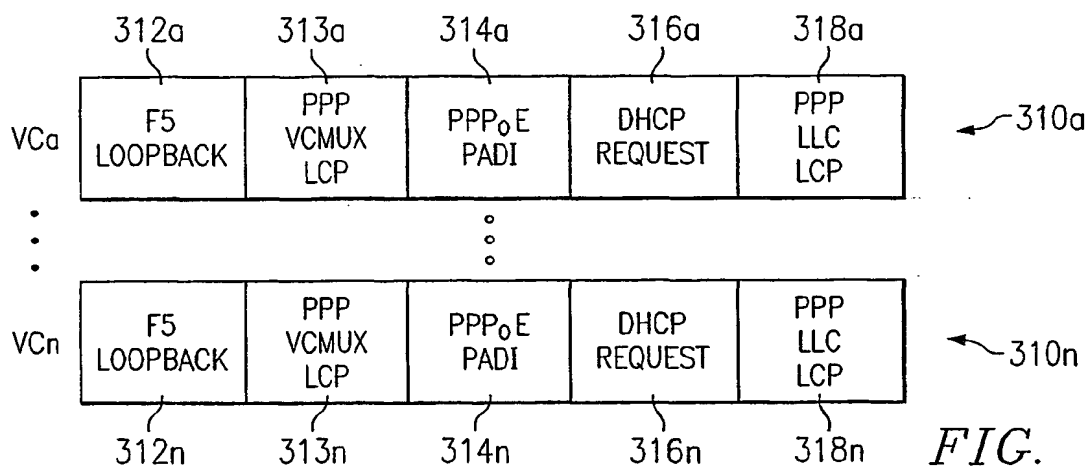 312a 313a 314a 316a 318a
VCa
F5
LOOPBACK
PPP
VCMUX
LCP
PPPoE
PADI
DHCP
REQUEST
PPP
LLC
LCP
310a
VCn
F5
LOOPBACK
PPP
VCMUX
LCP
PPPoE
PADI
DHCP
REQUEST
PPP
LLC
LCP
310n
312n 313n 314n 316n 318n
FIG.